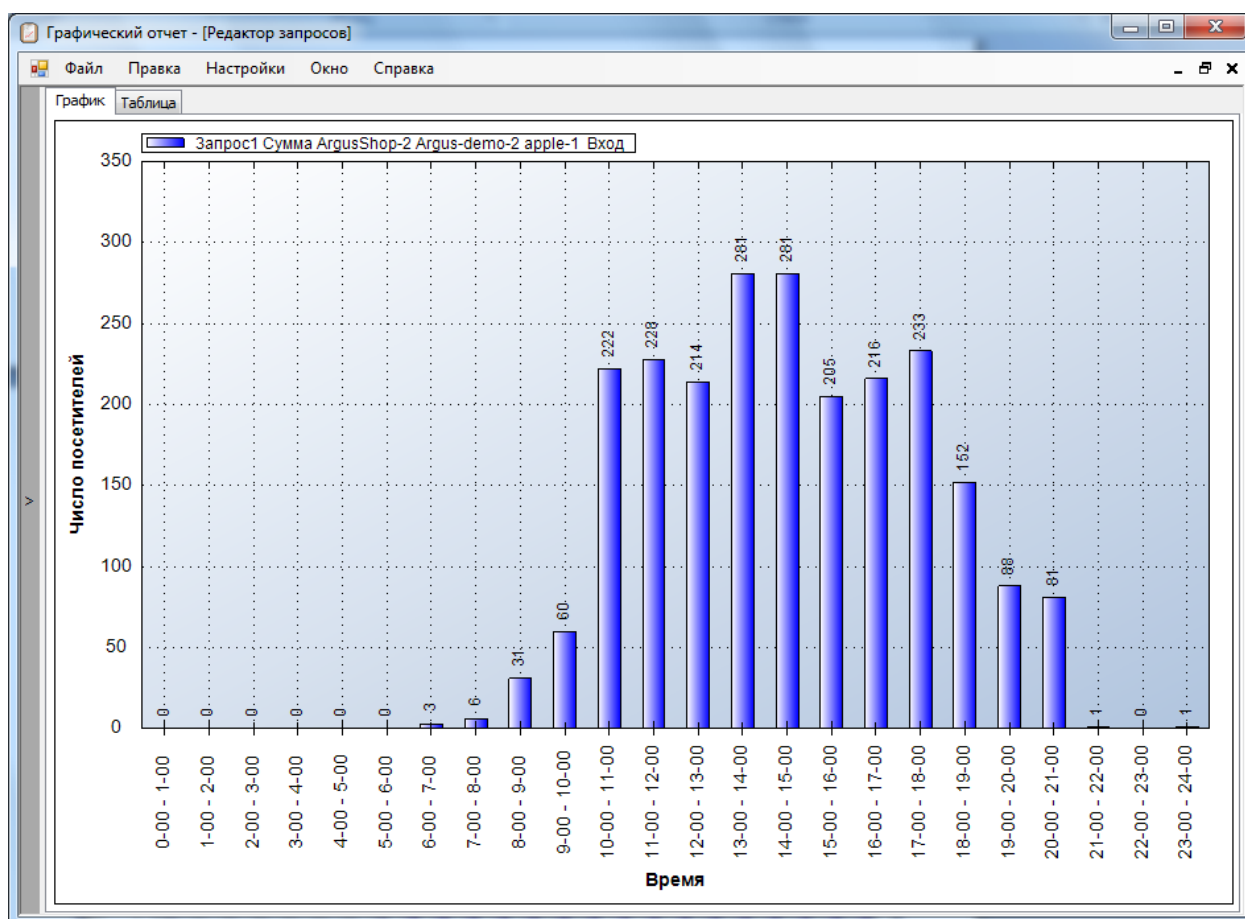 Графический отчет - [Редактор запросов]
Файл Правка Настройки Окно Справка
График Таблица
>
Запрос1 Сумма ArgusShop-2 Argus-demo-2 apple-1 Вход
Число посетителей
350
300
250
200
150
100
50
0
0 0 0 0 0 0 3 6 31 60 222 228 214 281 281 205 216 233 152 88 81 1 0 1
0-00 - 1-00
1-00 - 2-00
2-00 - 3-00
3-00 - 4-00
4-00 - 5-00
5-00 - 6-00
6-00 - 7-00
7-00 - 8-00
8-00 - 9-00
9-00 - 10-00
10-00 - 11-00
11-00 - 12-00
12-00 - 13-00
13-00 - 14-00
14-00 - 15-00
15-00 - 16-00
16-00 - 17-00
17-00 - 18-00
18-00 - 19-00
19-00 - 20-00
20-00 - 21-00
21-00 - 22-00
22-00 - 23-00
23-00 - 24-00
Время